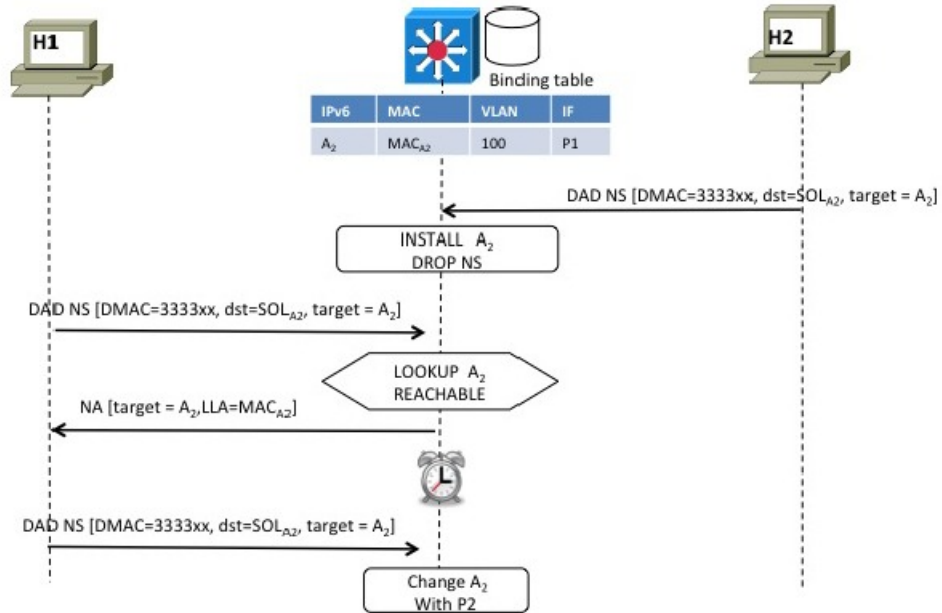 H1
H2
Binding table
IPv6 MAC VLAN IF
A2 MACA2 100 P1
DAD NS [DMAC=3333xx, dst=SOLA2, target = A2]
INSTALL A2
DROP NS
DAD NS [DMAC=3333xx, dst=SOLA2, target = A2]
LOOKUP A2
REACHABLE
NA [target = A2,LLA=MACA2]
DAD NS [DMAC=3333xx, dst=SOLA2, target = A2]
Change A2
With P2